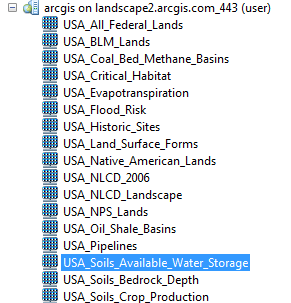 arcgis on landscape2.arcgis.com_443 (user)
USA_All_Federal_Lands
USA_BLM_Lands
USA_Coal_Bed_Methane_Basins
USA_Critical_Habitat
USA_Evapotranspiration
USA_Flood_Risk
USA_Historic_Sites
USA_Land_Surface_Forms
USA_Native_American_Lands
USA_NLCD_2006
USA_NLCD_Landscape
USA_NPS_Lands
USA_Oil_Shale_Basins
USA_Pipelines
USA_Soils_Available_Water_Storage
USA_Soils_Bedrock_Depth
USA_Soils_Crop_Production